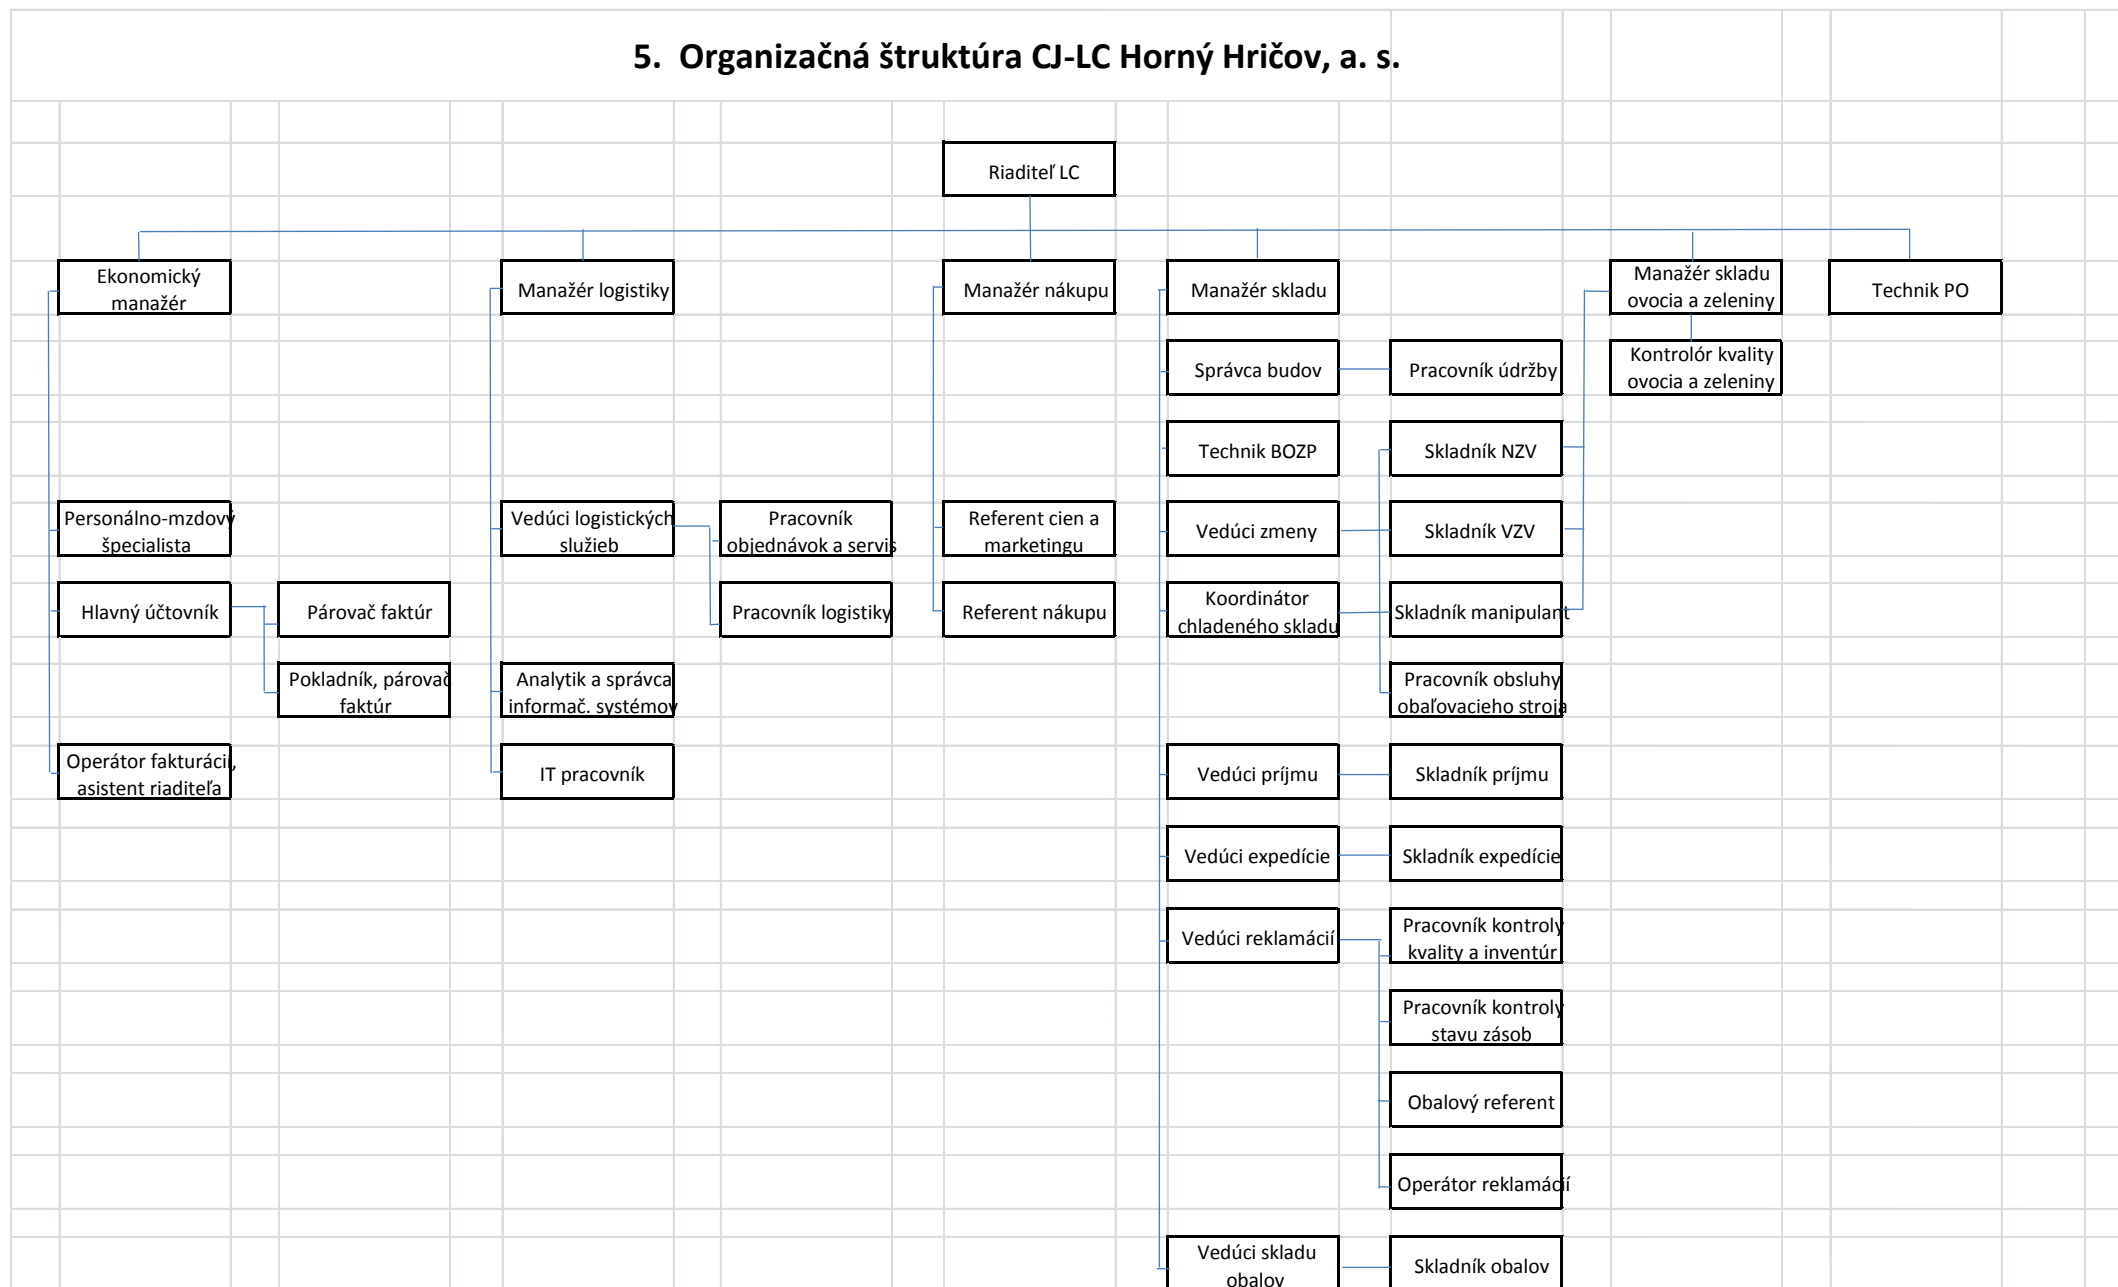 5. Organizačná štruktúra CJ-LC Horný Hričov, a. s.
Riaditeľ LC
Ekonomický
manažér
Manažér logistiky
Manažér nákupu
Manažér skladu
Manažér skladu
ovocia a zeleniny
Technik PO
Správca budov
Pracovník údržby
Kontrolór kvality
ovocia a zeleniny
Technik BOZP
Skladník NZV
Personálno-mzdový
špecialista
Vedúci logistických
služieb
Pracovník
objednávok a servis
Referent cien a
marketingu
Vedúci zmeny
Skladník VZV
Hlavný účtovník
Párovač faktúr
Pracovník logistiky
Referent nákupu
Koordinátor
chladeného skladu
Skladník manipulant
Pokladník, párovač
faktúr
Analytik a správca
informač. systémov
Pracovník obsluhy
obaľovacieho stroja
Operátor fakturácií,
asistent riaditeľa
IT pracovník
Vedúci príjmu
Skladník príjmu
Vedúci expedície
Skladník expedície
Vedúci reklamácií
Pracovník kontroly
kvality a inventúr
Pracovník kontroly
stavu zásob
Obalový referent
Operátor reklamácií
Vedúci skladu
obalov
Skladník obalov